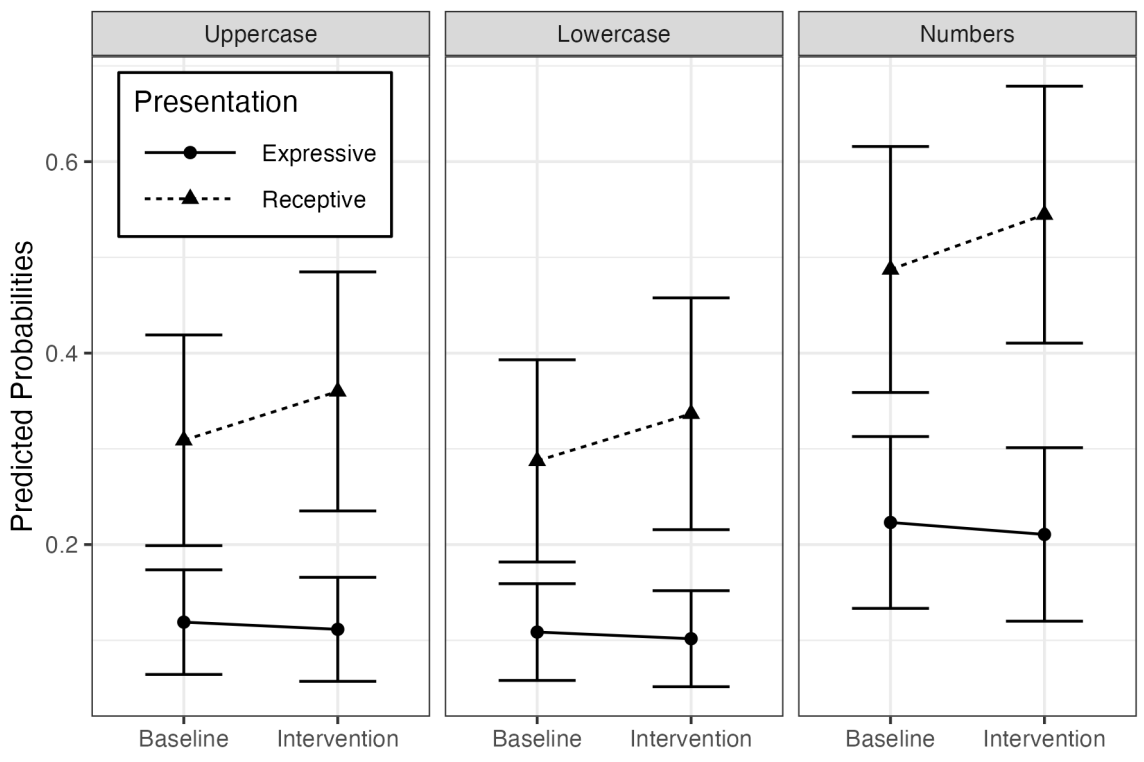 Uppercase
Lowercase
Numbers
Presentation
Expressive
Receptive
Predicted Probabilities
0.6
0.4
0.2
Baseline
Intervention
Baseline
Intervention
Baseline
Intervention